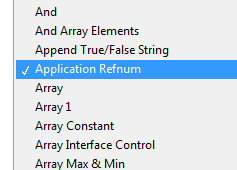 And
And Array Elements
Append True/False String
✓ Application Refnum
Array
Array 1
Array Constant
Array Interface Control
Array Max & Min